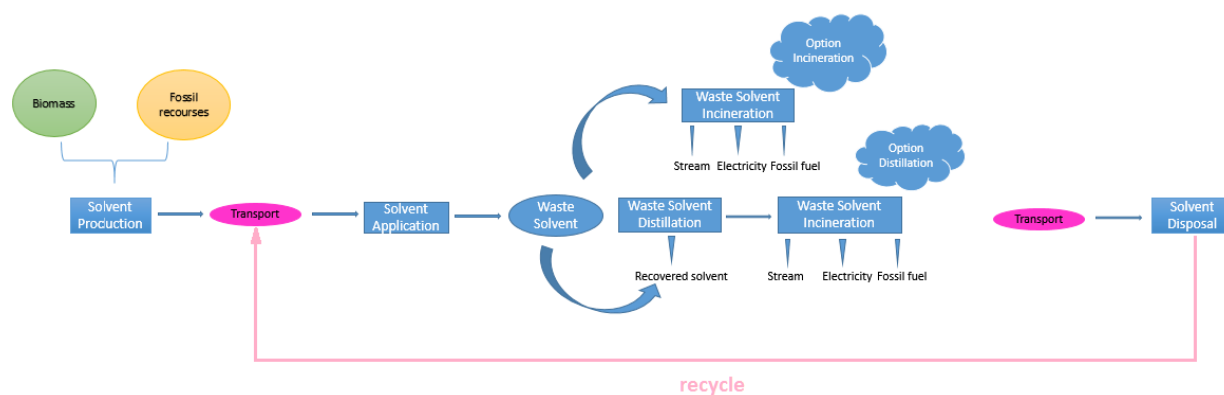 Option
Incineration
Biomass
Fossil
recourses
Waste Solvent
Incineration
Stream
Electricity
Fossil fuel
Option
Distillation
Solvent
Production
Transport
Solvent
Application
Waste
Solvent
Waste Solvent
Distillation
Waste Solvent
Incineration
Transport
Solvent
Disposal
Recovered solvent
Stream
Electricity
Fossil fuel
recycle